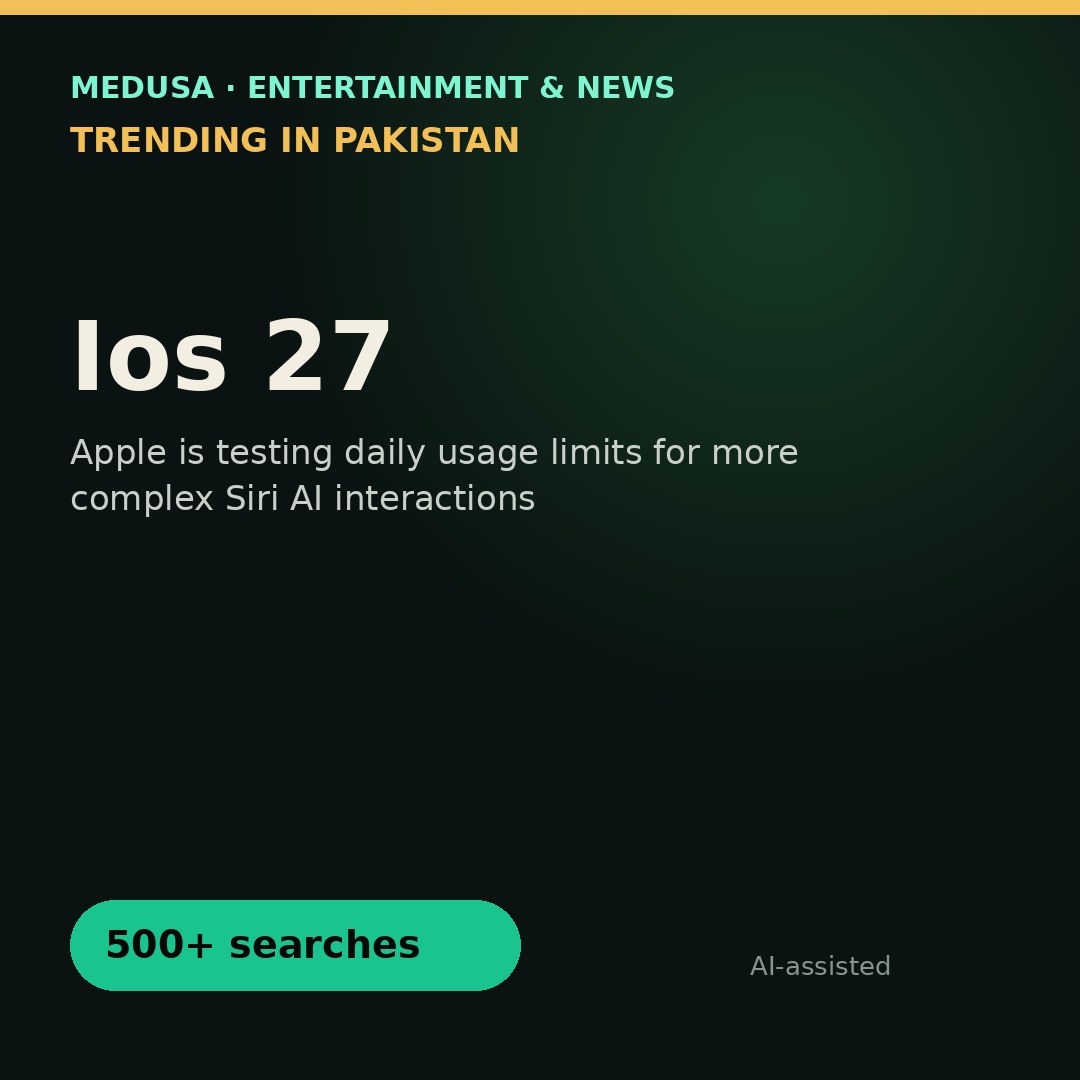 MEDUSA · ENTERTAINMENT & NEWS
TRENDING IN PAKISTAN
Ios 27
Apple is testing daily usage limits for more
complex Siri AI interactions
500+ searches
AI-assisted